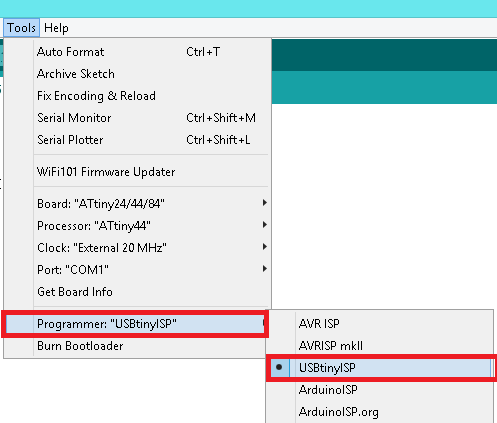 Tools Help
Auto Format Ctrl+T
Archive Sketch
Fix Encoding & Reload
Serial Monitor Ctrl+Shift+M
Serial Plotter Ctrl+Shift+L
WiFi101 Firmware Updater
Board: "ATtiny24/44/84"
Processor: "ATtiny44"
Clock: "External 20 MHz"
Port: "COM1"
Get Board Info
Programmer: "USBtinyISP"
Burn Bootloader
AVR ISP
AVRISP mkII
USBtinyISP
ArduinoISP
ArduinoISP.org